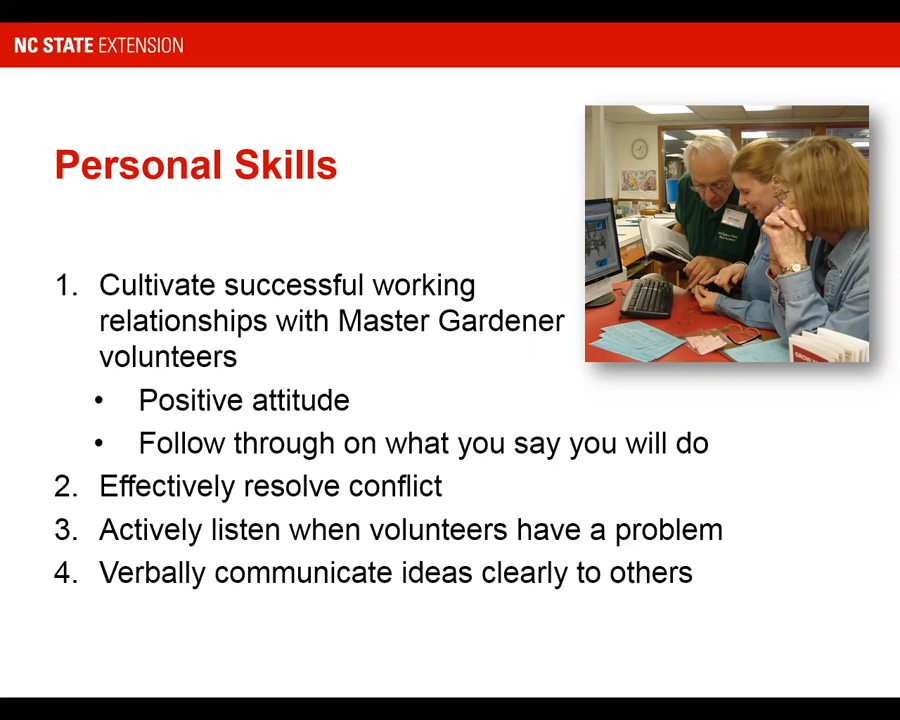 NC STATE EXTENSION
Personal Skills
1. Cultivate successful working
relationships with Master Gardener
volunteers
• Positive attitude
• Follow through on what you say you will do
2. Effectively resolve conflict
3. Actively listen when volunteers have a problem
4. Verbally communicate ideas clearly to others